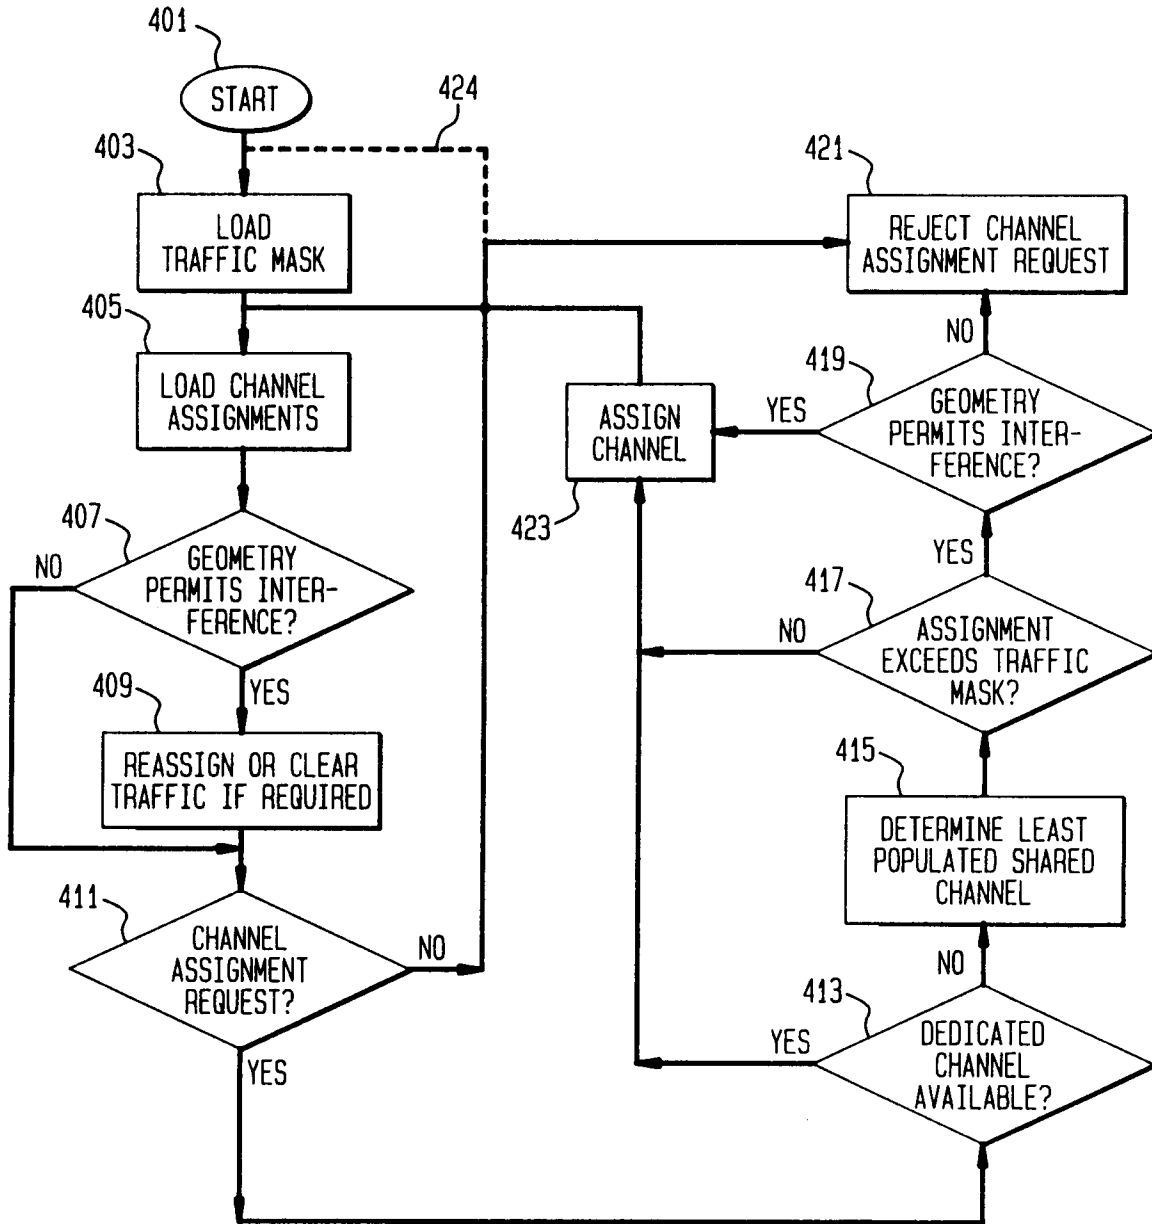 401
START
424
403
LOAD
TRAFFIC MASK
405
LOAD CHANNEL
ASSIGNMENTS
407
NO
GEOMETRY
PERMITS INTER-
FERENCE?
YES
409
REASSIGN OR CLEAR
TRAFFIC IF REQUIRED
411
CHANNEL
ASSIGNMENT
REQUEST?
NO
YES
421
REJECT CHANNEL
ASSIGNMENT REQUEST
NO
419
GEOMETRY
PERMITS INTER-
FERENCE?
YES
ASSIGN
CHANNEL
423
YES
417
ASSIGNMENT
EXCEEDS TRAFFIC
MASK?
NO
415
DETERMINE LEAST
POPULATED SHARED
CHANNEL
NO
413
DEDICATED
CHANNEL
AVAILABLE?
YES